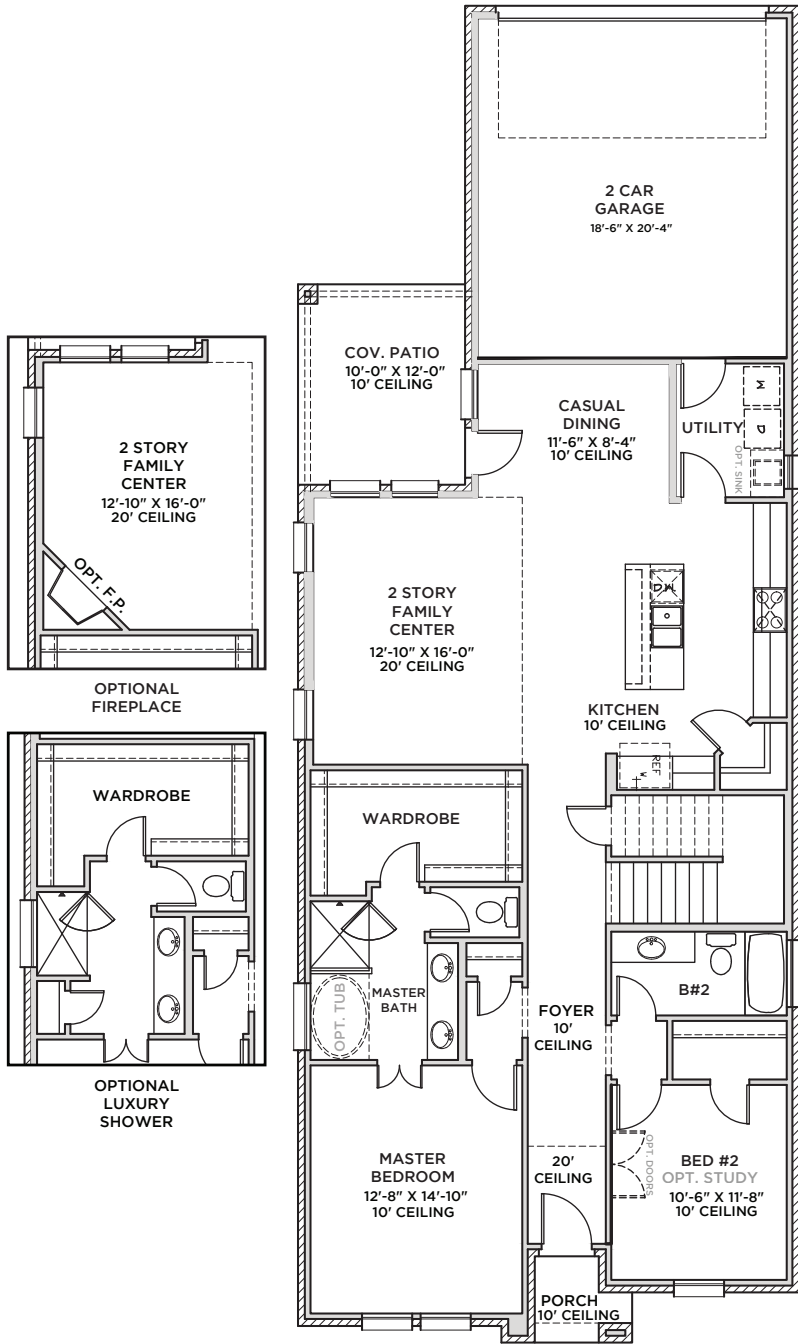 2 CAR
GARAGE
18'-6" X 20'-4"
COV. PATIO
10'-0" X 12'-0"
10' CEILING
CASUAL
DINING
11'-6" X 8'-4"
10' CEILING
UTILITY
W
D
OPT. SINK
2 STORY
FAMILY
CENTER
12'-10" X 16'-0"
20' CEILING
OPT. F.P.
OPTIONAL
FIREPLACE
2 STORY
FAMILY
CENTER
12'-10" X 16'-0"
20' CEILING
DW
KITCHEN
10' CEILING
REF
W
WARDROBE
OPTIONAL
LUXURY
SHOWER
WARDROBE
MASTER
BATH
OPT. TUB
FOYER
10'
CEILING
B#2
MASTER
BEDROOM
12'-8" X 14'-10"
10' CEILING
20'
CEILING
OPT. DOORS
BED #2
OPT. STUDY
10'-6" X 11'-8"
10' CEILING
PORCH
10' CEILING